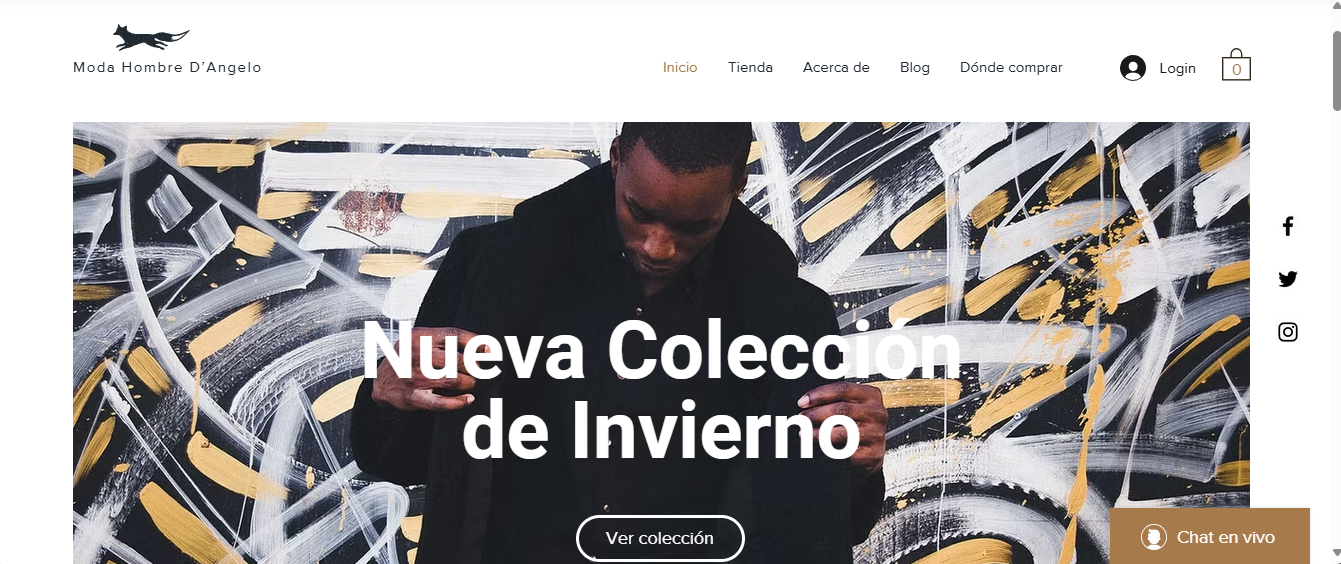 Moda Hombre D’Angelo
Inicio Tienda Acerca de Blog Dónde comprar Login 0
Nueva Colección
de Invierno
Ver colección
Chat en vivo